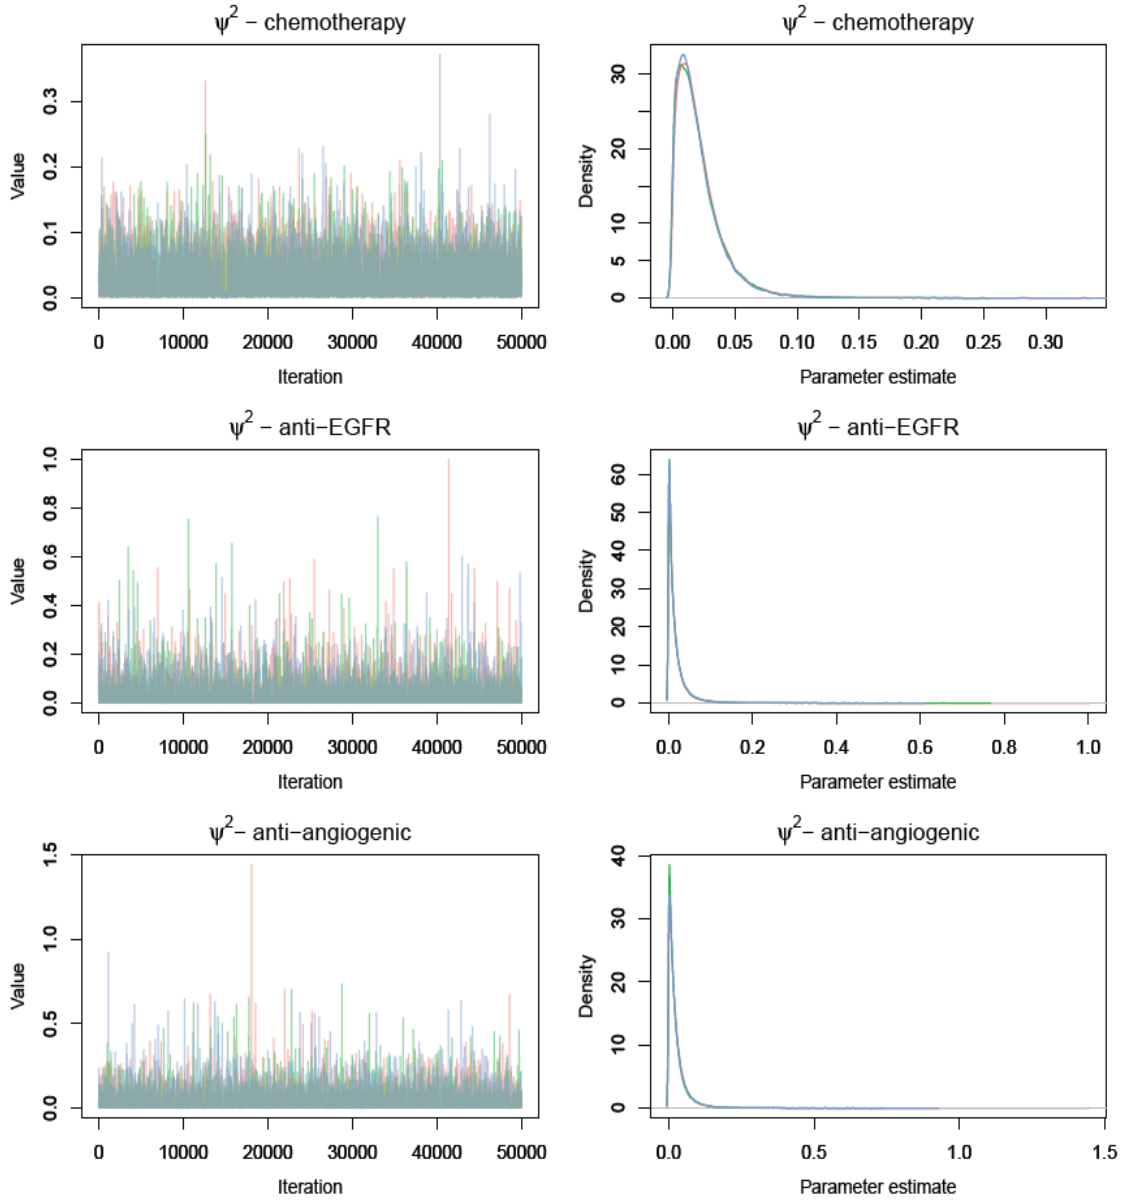 ψ² − chemotherapy
Value
0.0 0.1 0.2 0.3
0 10000 20000 30000 40000 50000
Iteration
ψ² − chemotherapy
Density
0 5 10 20 30
0.00 0.05 0.10 0.15 0.20 0.25 0.30
Parameter estimate
ψ² − anti−EGFR
Value
0.0 0.2 0.4 0.6 0.8 1.0
0 10000 20000 30000 40000 50000
Iteration
ψ² − anti−EGFR
Density
0 10 20 30 40 50 60
0.0 0.2 0.4 0.6 0.8 1.0
Parameter estimate
ψ²− anti−angiogenic
Value
0.0 0.5 1.0 1.5
0 10000 20000 30000 40000 50000
Iteration
ψ²− anti−angiogenic
Density
0 10 20 30 40
0.0 0.5 1.0 1.5
Parameter estimate